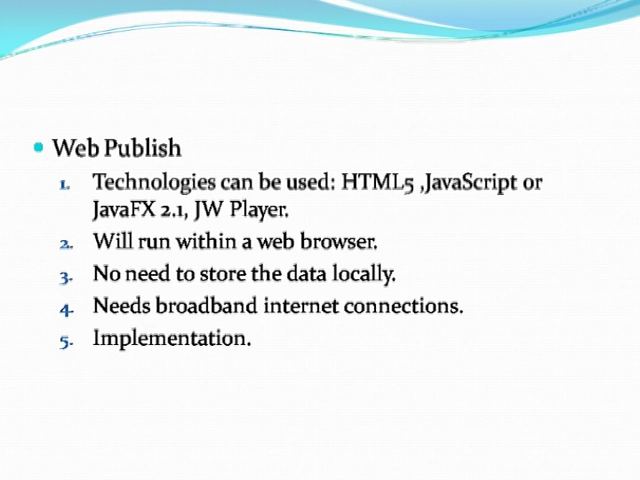 • Web Publish
1. Technologies can be used: HTML5 ,JavaScript or
JavaFX 2.1, JW Player.
2. Will run within a web browser.
3. No need to store the data locally.
4. Needs broadband internet connections.
5. Implementation.